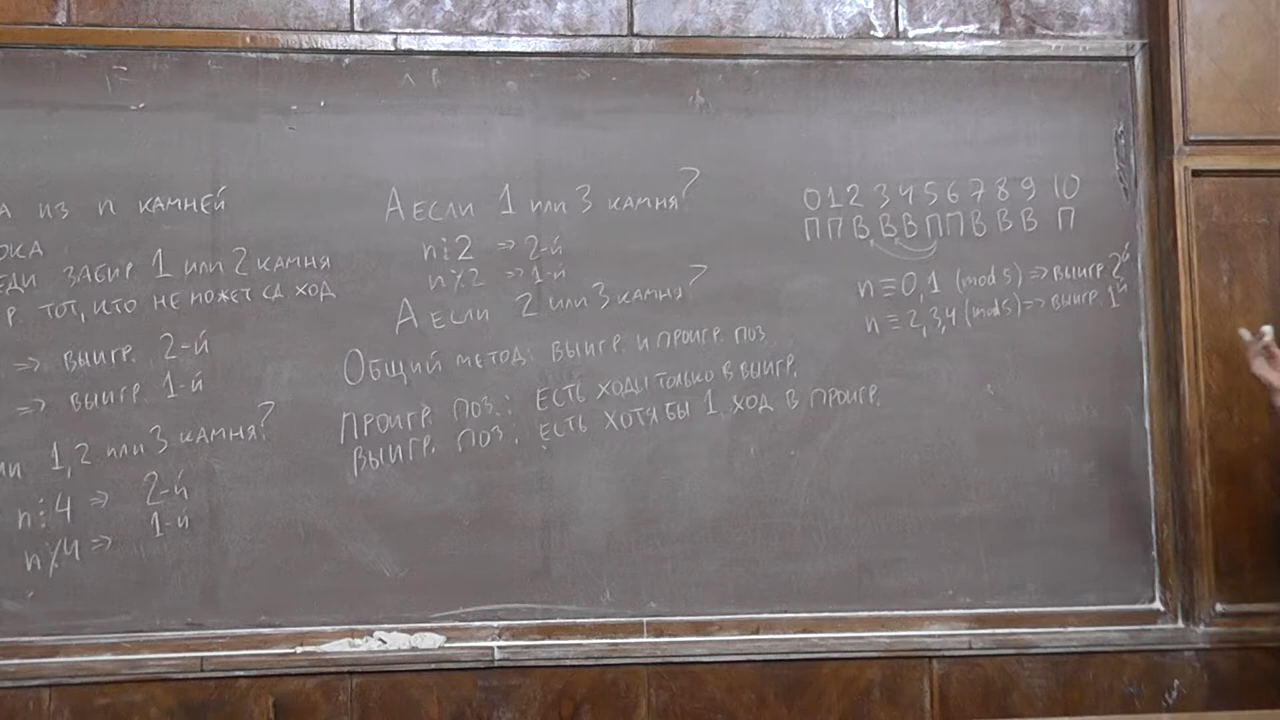 А ИЗ n КАМНЕЙ
ОКА
ЕДИ ЗАБИР. 1 ИЛИ 2 КАМНЯ
Р. ТОТ, КТО НЕ МОЖЕТ СД. ХОД
=> ВЫИГР. 2-Й
=> ВЫИГР. 1-Й
ЛИ 1, 2 ИЛИ 3 КАМНЯ?
n⋮4 => 2-Й
n⋮̸4 => 1-Й
А ЕСЛИ 1 ИЛИ 3 КАМНЯ?
n⋮2 => 2-Й
n⋮̸2 => 1-Й
А ЕСЛИ 2 ИЛИ 3 КАМНЯ?
ОБЩИЙ МЕТОД: ВЫИГР. И ПРОИГР. ПОЗ
ПРОИГР. ПОЗ.: ЕСТЬ ХОДЫ ТОЛЬКО В ВЫИГР.
ВЫИГР. ПОЗ.: ЕСТЬ ХОТЯ БЫ 1 ХОД В ПРОИГР.
0 1 2 3 4 5 6 7 8 9 10
П П В В В П П В В В П
n ≡ 0, 1 (mod 5) => ВЫИГР. 2й
n ≡ 2, 3, 4 (mod 5) => ВЫИГР. 1й